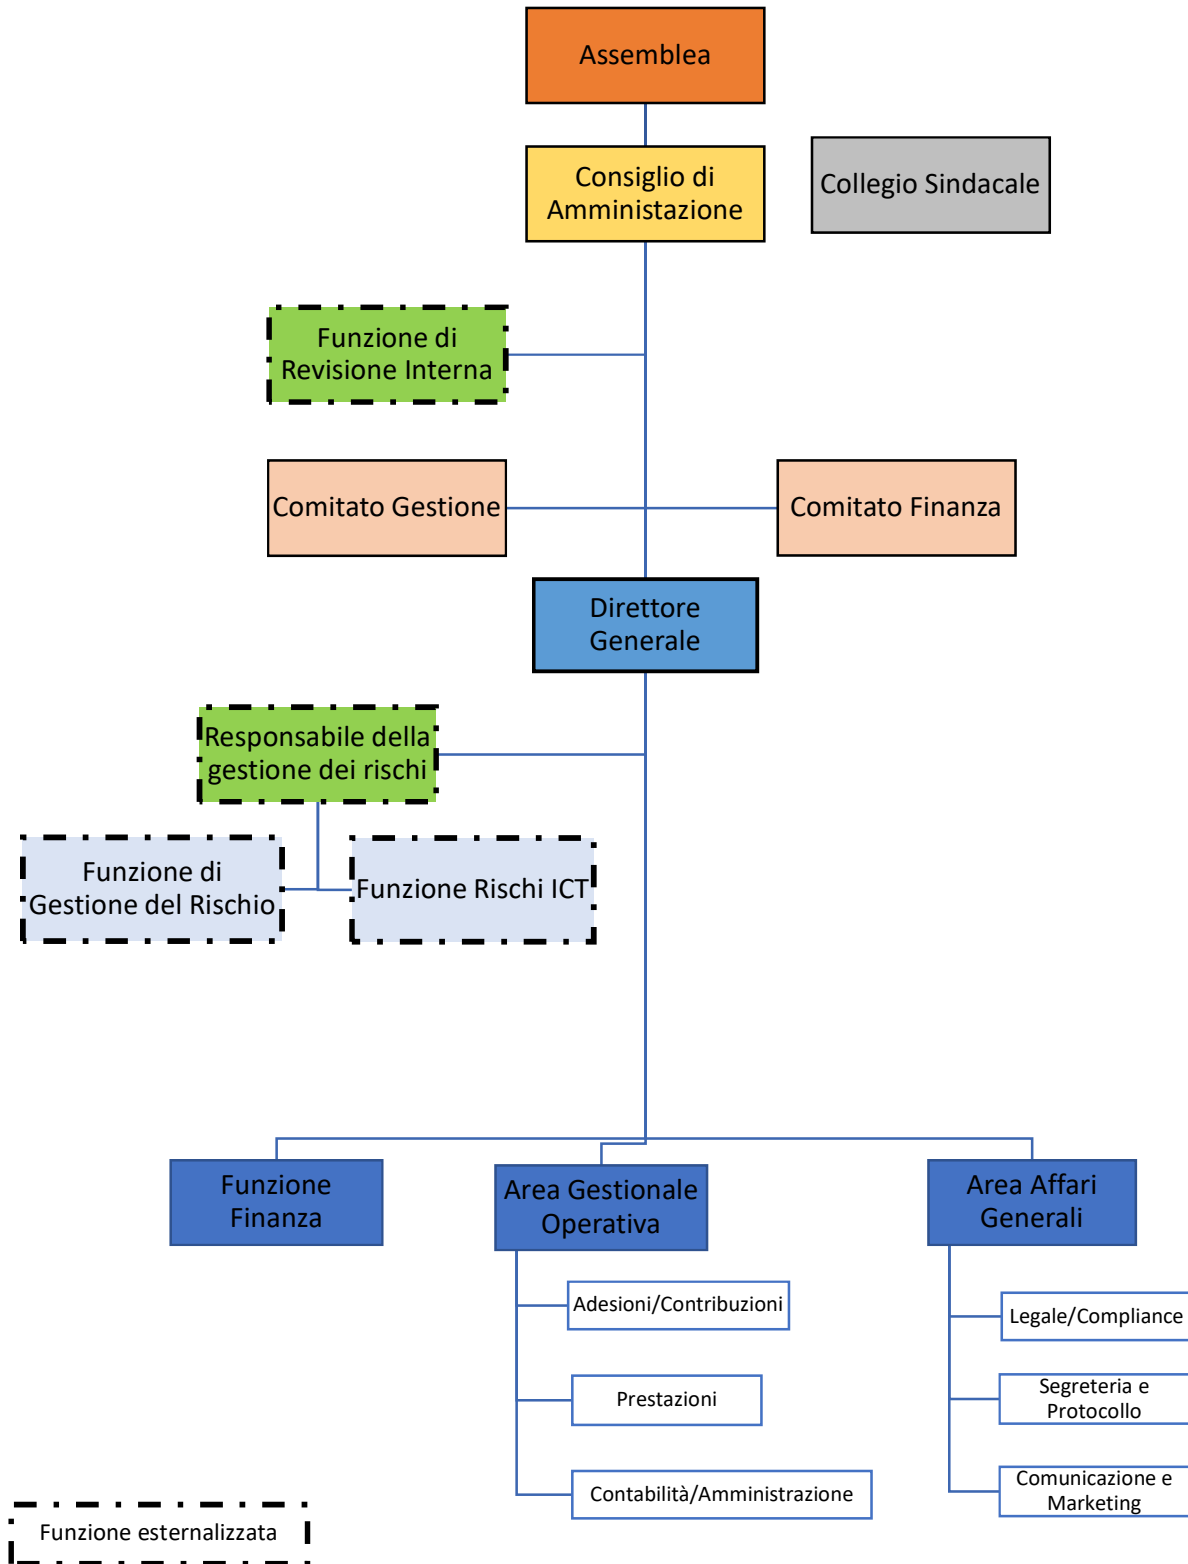 Assemblea
Consiglio di
Amministazione
Collegio Sindacale
Funzione di
Revisione Interna
Comitato Gestione
Comitato Finanza
Direttore
Generale
Responsabile della
gestione dei rischi
Funzione di
Gestione del Rischio
Funzione Rischi ICT
Funzione
Finanza
Area Gestionale
Operativa
Area Affari
Generali
Adesioni/Contribuzioni
Legale/Compliance
Prestazioni
Segreteria e
Protocollo
Contabilità/Amministrazione
Comunicazione e
Marketing
Funzione esternalizzata